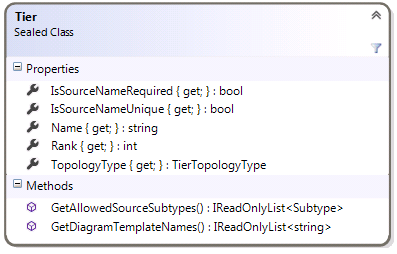 Tier
Sealed Class
Properties
IsSourceNameRequired { get; } : bool
IsSourceNameUnique { get; } : bool
Name { get; } : string
Rank { get; } : int
TopologyType { get; } : TierTopologyType
Methods
GetAllowedSourceSubtypes() : IReadOnlyList<Subtype>
GetDiagramTemplateNames() : IReadOnlyList<string>